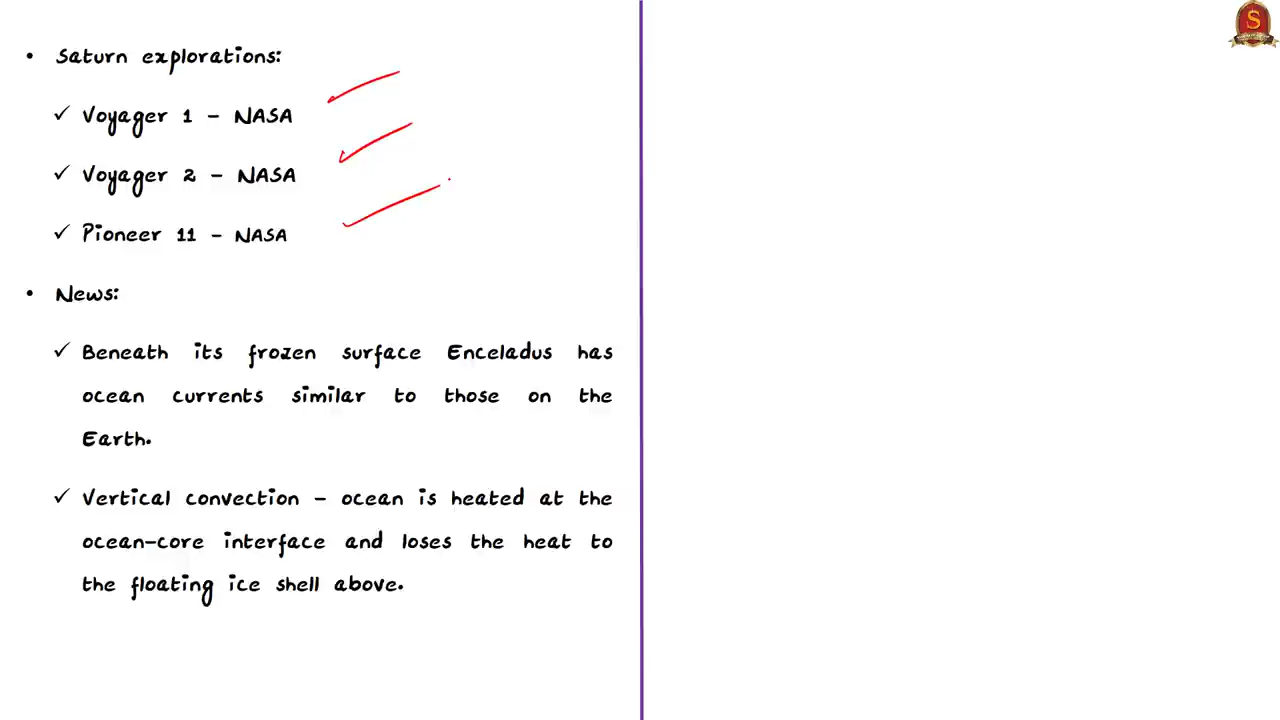 • Saturn explorations:
✓ Voyager 1 – NASA
✓ Voyager 2 – NASA
✓ Pioneer 11 – NASA
• News:
✓ Beneath its frozen surface Enceladus has
ocean currents similar to those on the
Earth.
✓ Vertical convection – ocean is heated at the
ocean-core interface and loses the heat to
the floating ice shell above.
S